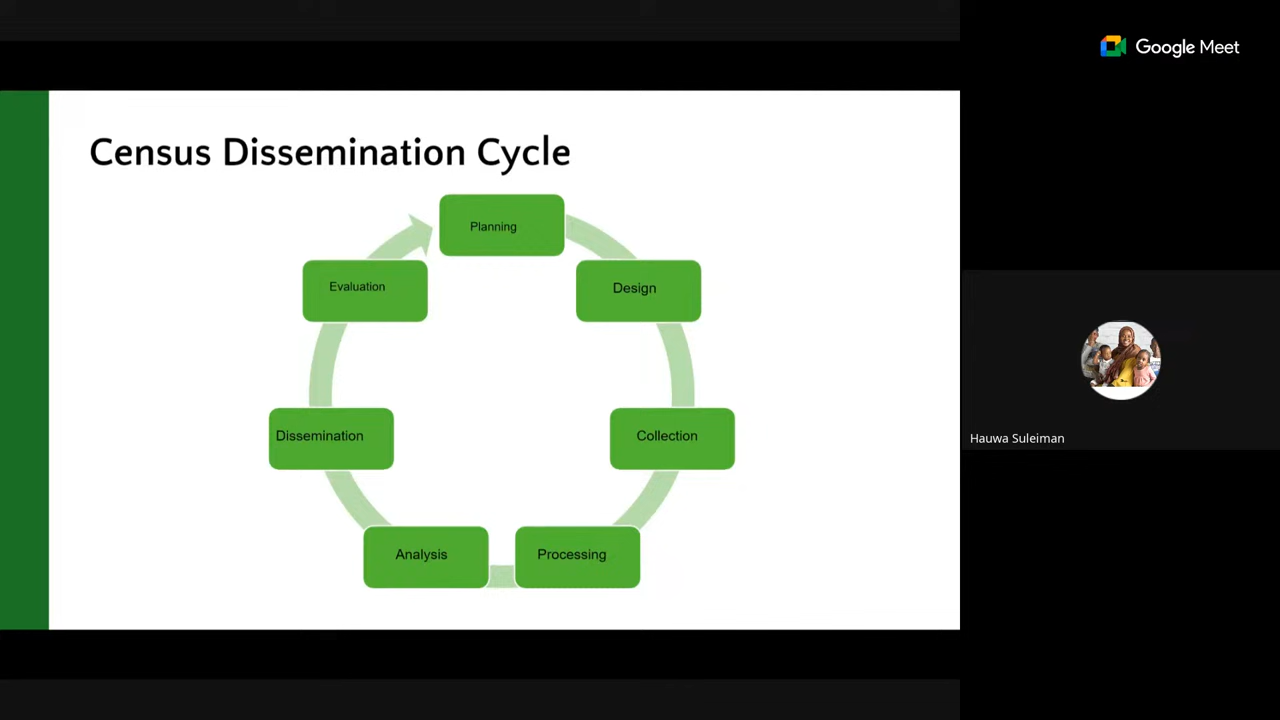 Google Meet
Census Dissemination Cycle
Planning
Design
Collection
Processing
Analysis
Dissemination
Evaluation
Hauwa Suleiman